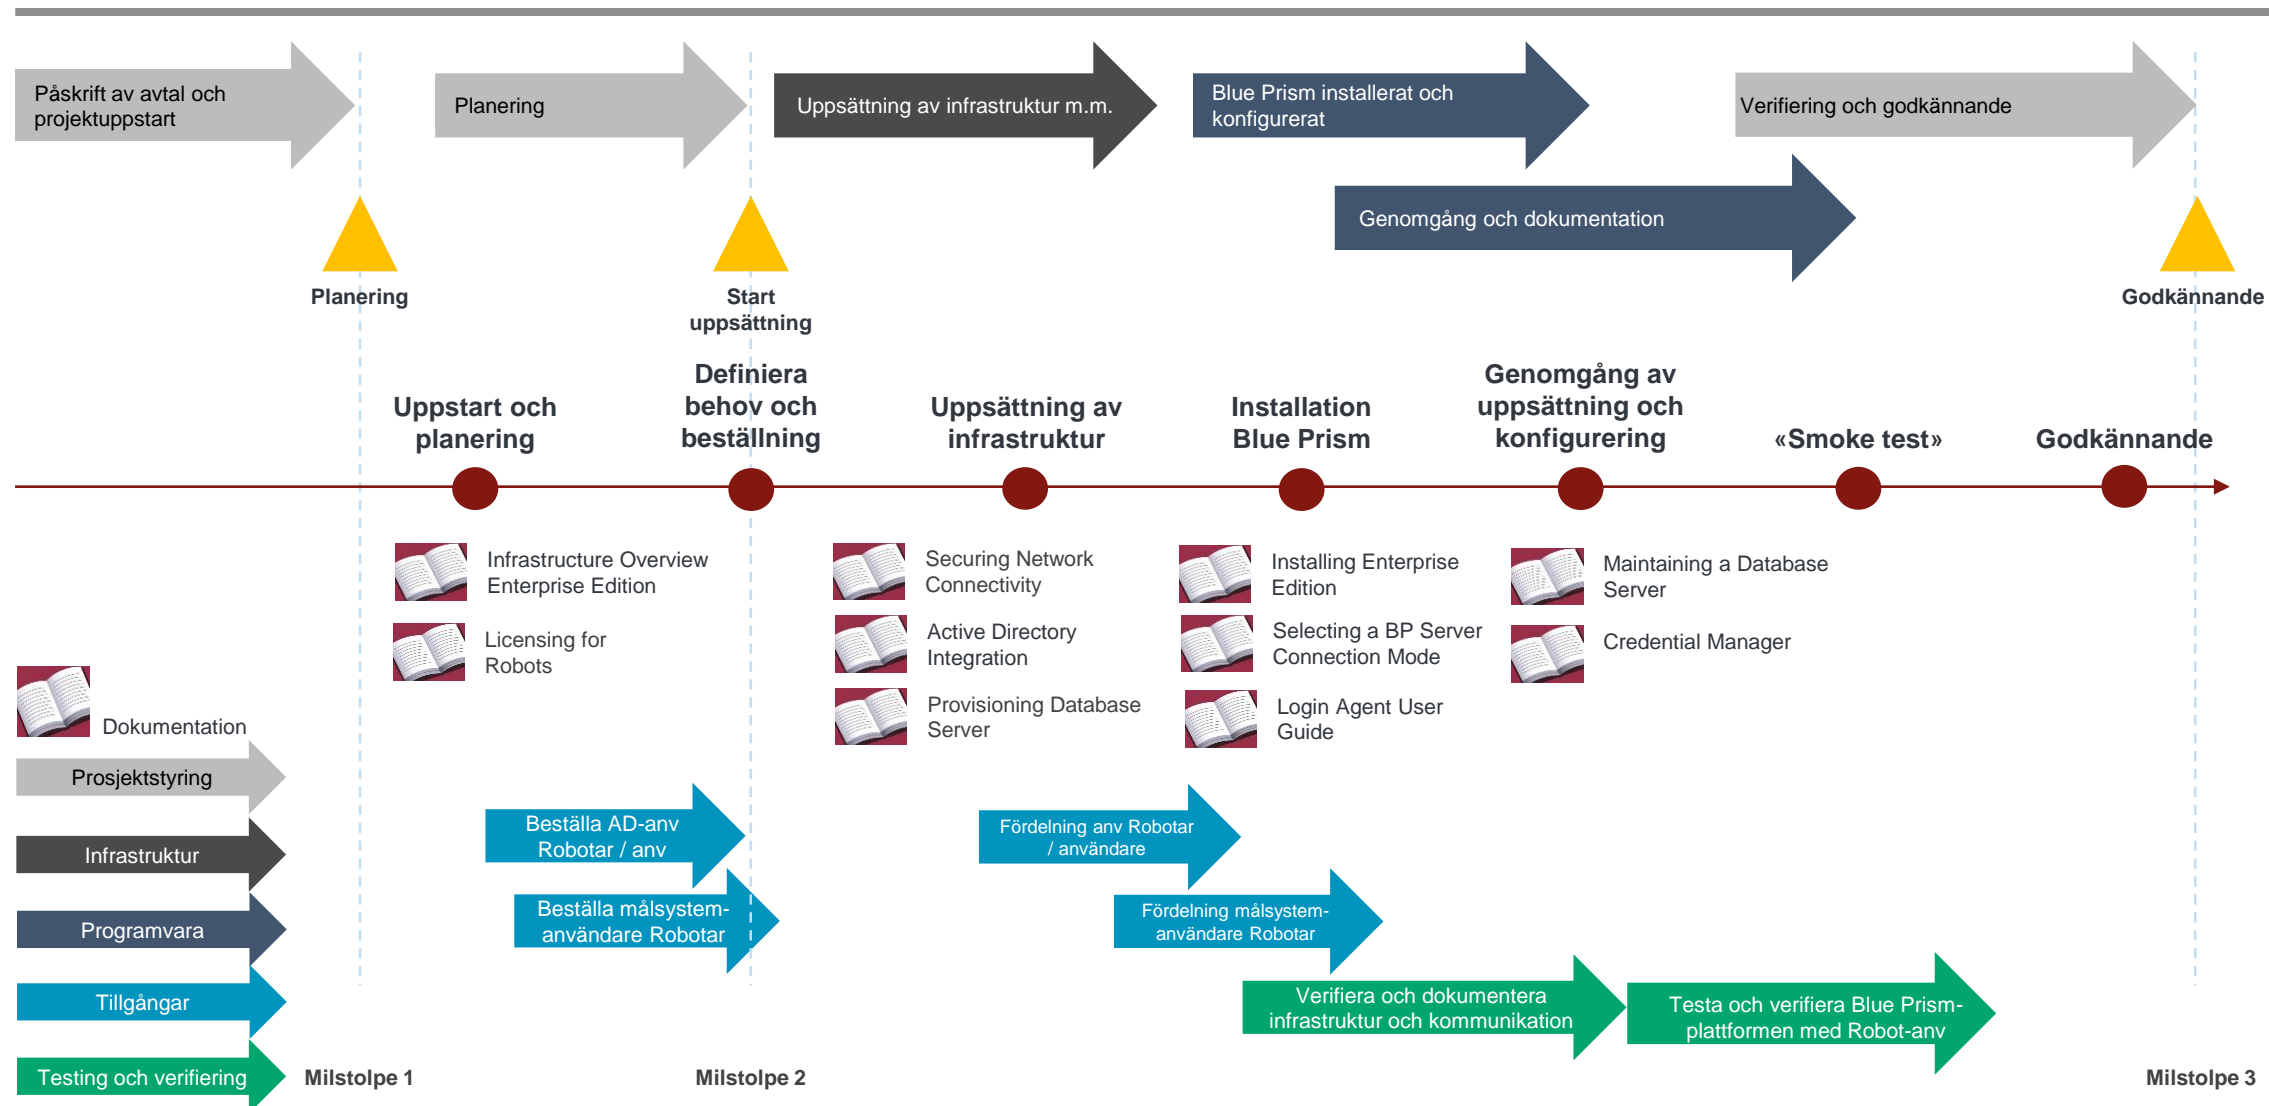 Påskrift av avtal och
projektuppstart
Planering
Uppsättning av infrastruktur m.m.
Blue Prism installerat och
konfigurerat
Verifiering och godkännande
Genomgång och dokumentation
Planering
Start
uppsättning
Godkännande
Uppstart och
planering
Definiera
behov och
beställning
Uppsättning av
infrastruktur
Installation
Blue Prism
Genomgång av
uppsättning och
konfigurering
«Smoke test»
Godkännande
Infrastructure Overview
Enterprise Edition
Licensing for
Robots
Securing Network
Connectivity
Active Directory
Integration
Provisioning Database
Server
Installing Enterprise
Edition
Selecting a BP Server
Connection Mode
Login Agent User
Guide
Maintaining a Database
Server
Credential Manager
Dokumentation
Prosjektstyring
Infrastruktur
Programvara
Tillgångar
Testing och verifiering
Beställa AD-anv
Robotar / anv
Beställa målsystem-
användare Robotar
Fördelning anv Robotar
/ användare
Fördelning målsystem-
användare Robotar
Verifiera och dokumentera
infrastruktur och kommunikation
Testa och verifiera Blue Prism-
plattformen med Robot-anv
Milstolpe 1
Milstolpe 2
Milstolpe 3